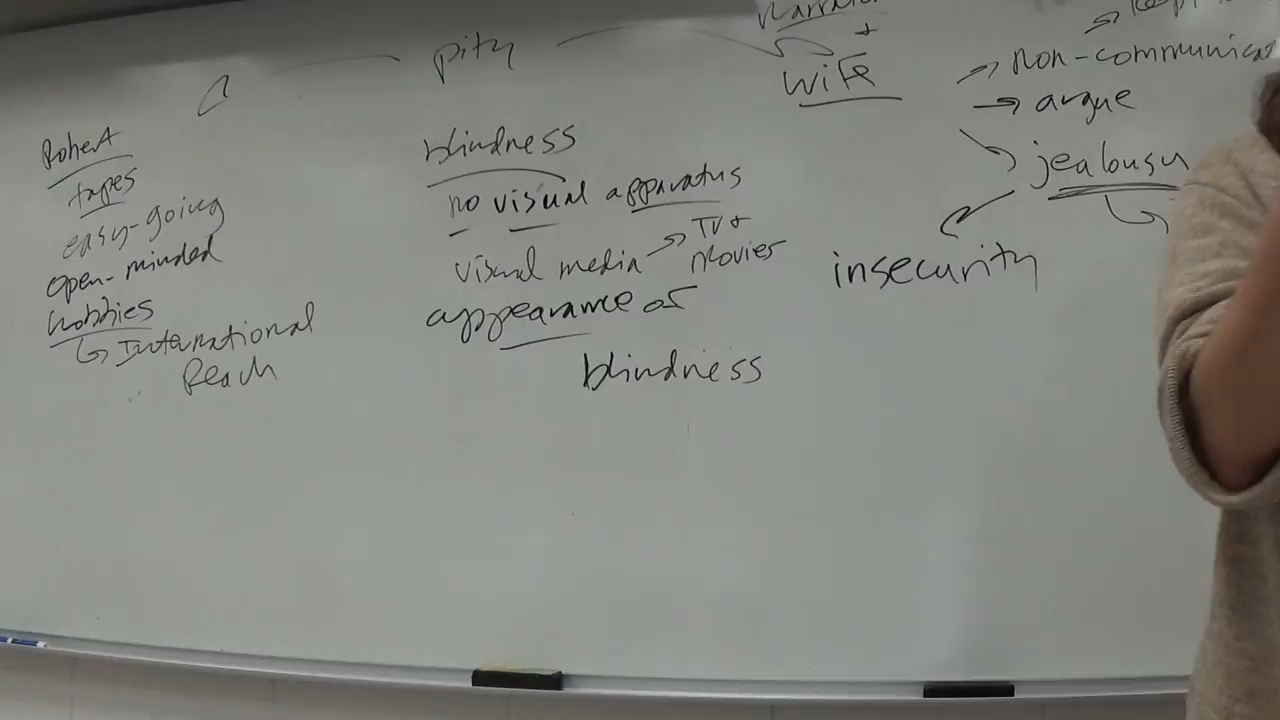 pity
wife
+
non-communica
argue
jealousy
insecurity
Robert
tapes
easy-going
open-minded
hobbies
International
Reach
blindness
no visual apparatus
visual media
TV +
Movies
appearance of
blindness